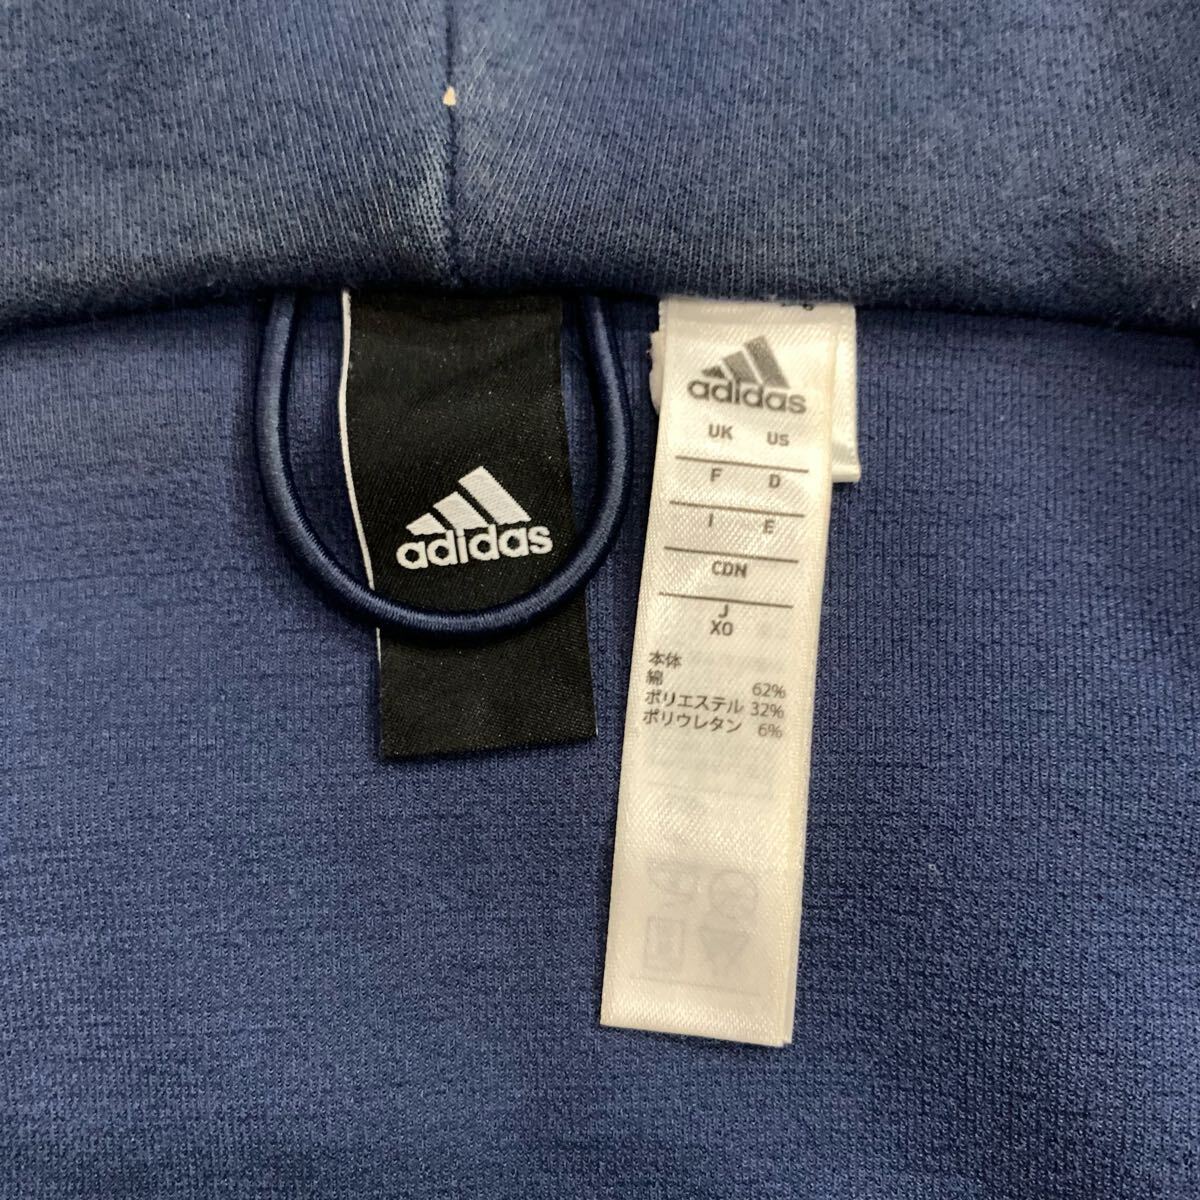 adidas
adidas
UK US
F D
I E
CDN
J
XO
本体
綿 62%
ポリエステル 32%
ポリウレタン 6%